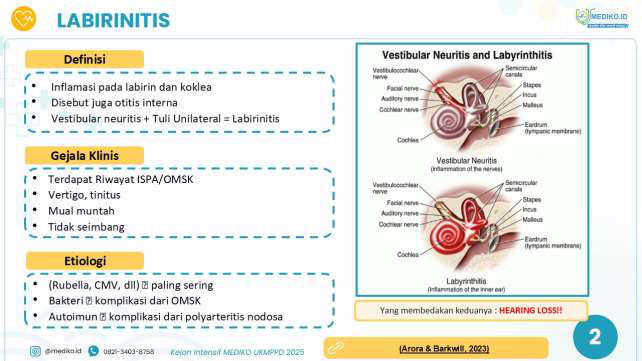 LABIRINITIS
MEDIKO.ID
Definisi
• Inflamasi pada labirin dan koklea
• Disebut juga otitis interna
• Vestibular neuritis + Tuli Unilateral = Labirinitis
Gejala Klinis
• Terdapat Riwayat ISPA/OMSK
• Vertigo, tinitus
• Mual muntah
• Tidak seimbang
Etiologi
• (Rubella, CMV, dll) ⍰ paling sering
• Bakteri ⍰ komplikasi dari OMSK
• Autoimun ⍰ komplikasi dari polyarteritis nodosa
Vestibular Neuritis and Labyrinthitis
Vestibulocochlear
nerve
Facial nerve
Auditory nerve
Cochlear nerve
Cochlea
Semicircular
canals
Stapes
Incus
Malleus
Eardrum
(tympanic membrane)
Vestibular Neuritis
(Inflammation of the nerves)
Vestibulocochlear
nerve
Facial nerve
Auditory nerve
Cochlear nerve
Cochlea
Semicircular
canals
Stapes
Incus
Malleus
Eardrum
(tympanic membrane)
Labyrinthitis
(Inflammation of the inner ear)
Yang membedakan keduanya : HEARING LOSS!!
2
@mediko.id
0821-3403-8758
Kelon Intensif MEDIKO UKMPPD 2025
(Arora & Barkwill, 2023)